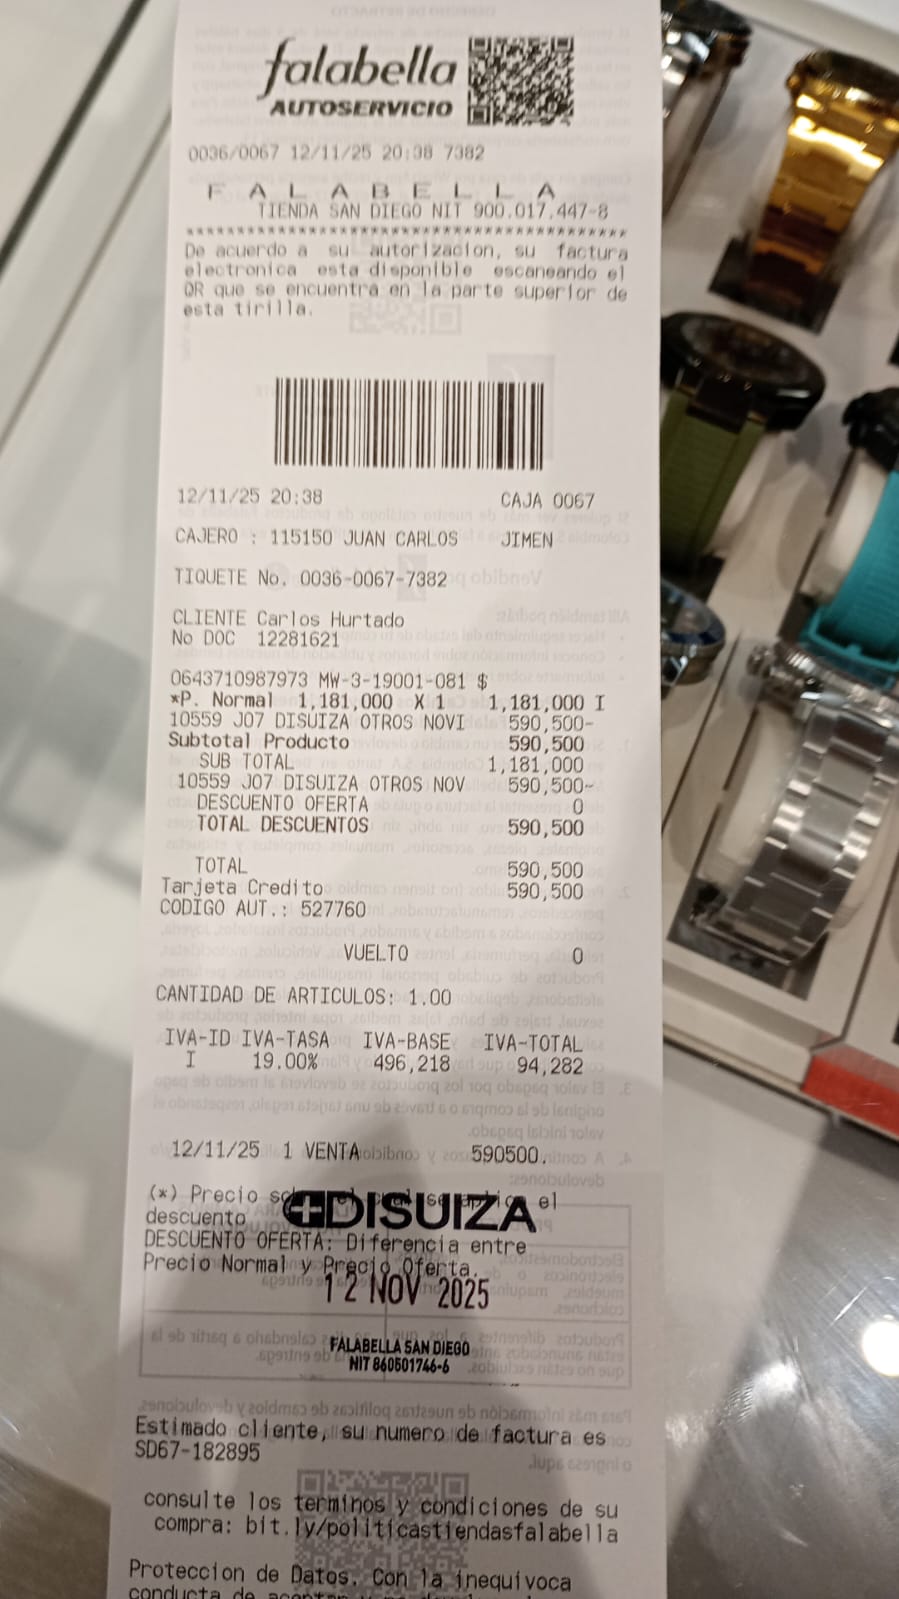 falabella
AUTOSERVICIO
0036/0067 12/11/25 20:38 7382
F A L A B E L L A
TIENDA SAN DIEGO NIT 900.017.447-8
******************************************
De acuerdo a su autorizacion, su factura
electronica esta disponible escaneando el
QR que se encuentra en la parte superior de
esta tirilla.
12/11/25 20:38 CAJA 0067
CAJERO : 115150 JUAN CARLOS JIMEN
TIQUETE No. 0036-0067-7382
CLIENTE Carlos Hurtado
No DOC 12281621
0643710987973 MW-3-19001-081 $
*P. Normal 1,181,000 X 1 1,181,000 I
10559 J07 DISUIZA OTROS NOVI 590,500-
Subtotal Producto 590,500
SUB TOTAL 1,181,000
10559 J07 DISUIZA OTROS NOV 590,500-
DESCUENTO OFERTA 0
TOTAL DESCUENTOS 590,500
TOTAL 590,500
Tarjeta Credito 590,500
CODIGO AUT.: 527760
VUELTO 0
CANTIDAD DE ARTICULOS: 1.00
IVA-ID IVA-TASA IVA-BASE IVA-TOTAL
I 19.00% 496,218 94,282
12/11/25 1 VENTA 590500.
(*) Precio el
DISUIZA
descuento
DESCUENTO OFERTA: Diferencia entre
Precio Normal y Precio Oferta.
12 NOV 2025
FALABELLA SAN DIEGO
NIT 860501746-6
Estimado cliente, su numero de factura es
SD67-182895
consulte los terminos y condiciones de su
compra: bit.ly/politicastiendasfalabella
Proteccion de Datos. Con la inequivoca
conducta de